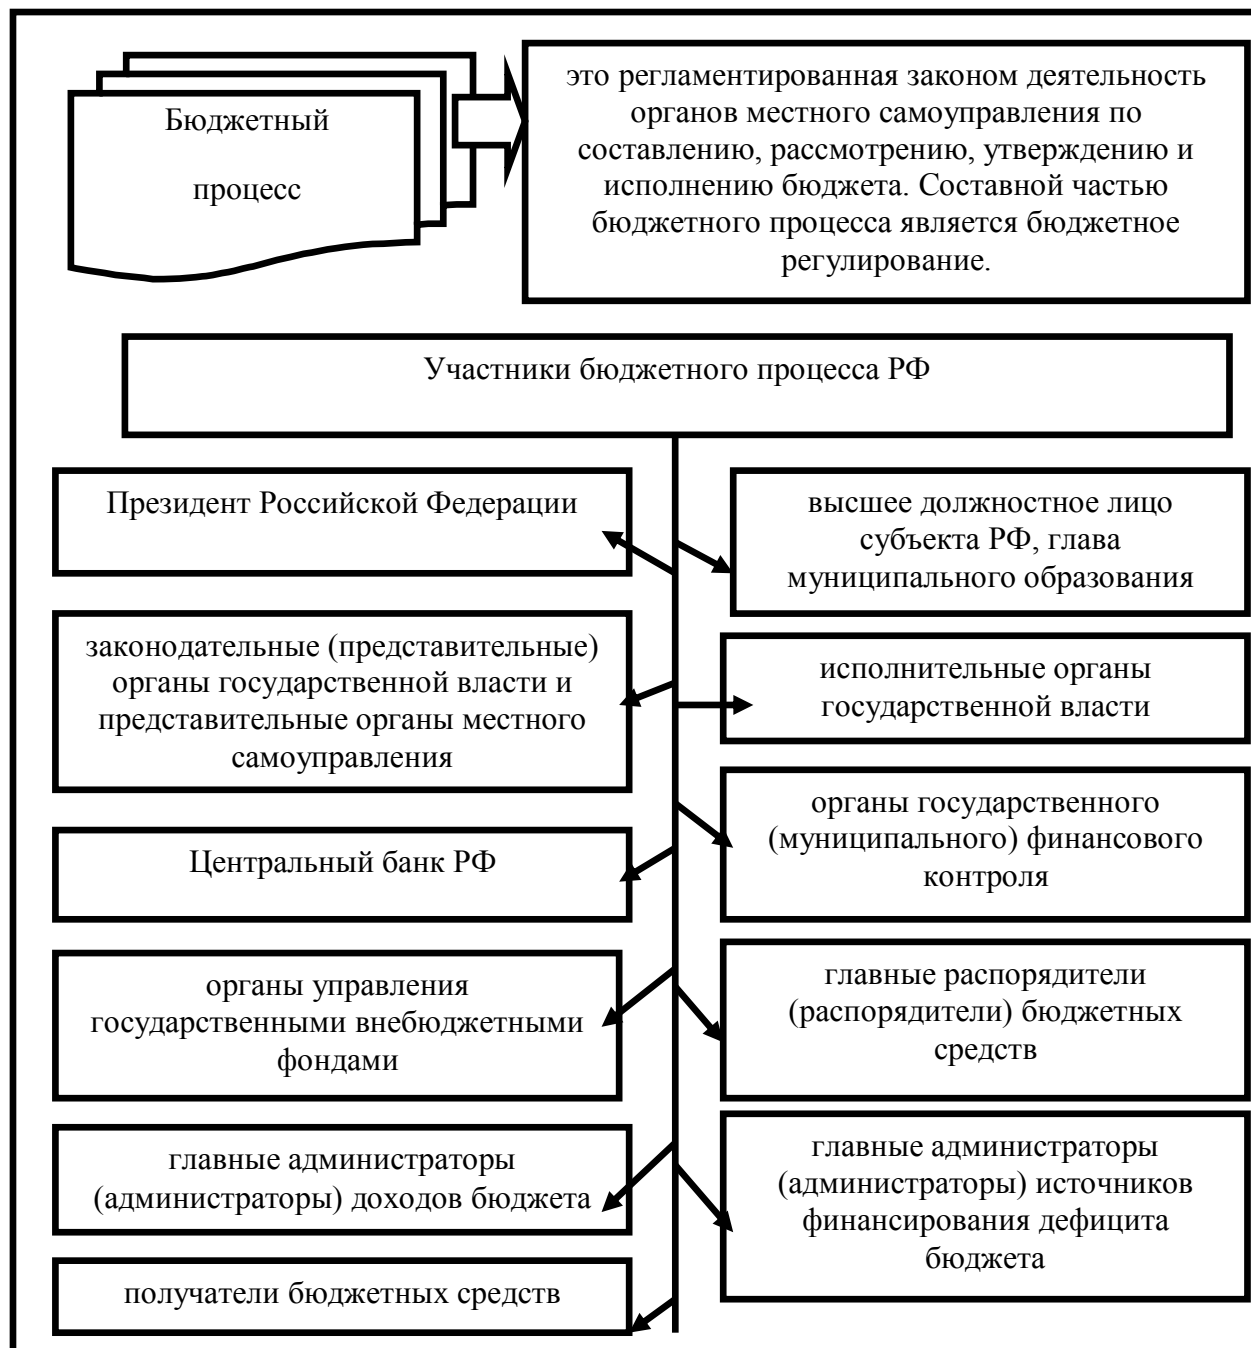 Бюджетный
процесс
это регламентированная законом деятельность
органов местного самоуправления по
составлению, рассмотрению, утверждению и
исполнению бюджета. Составной частью
бюджетного процесса является бюджетное
регулирование.
Участники бюджетного процесса РФ
Президент Российской Федерации
высшее должностное лицо
субъекта РФ, глава
муниципального образования
законодательные (представительные)
органы государственной власти и
представительные органы местного
самоуправления
исполнительные органы
государственной власти
органы государственного
(муниципального) финансового
контроля
Центральный банк РФ
органы управления
государственными внебюджетными
фондами
главные распорядители
(распорядители) бюджетных
средств
главные администраторы
(администраторы) доходов бюджета
главные администраторы
(администраторы) источников
финансирования дефицита
бюджета
получатели бюджетных средств